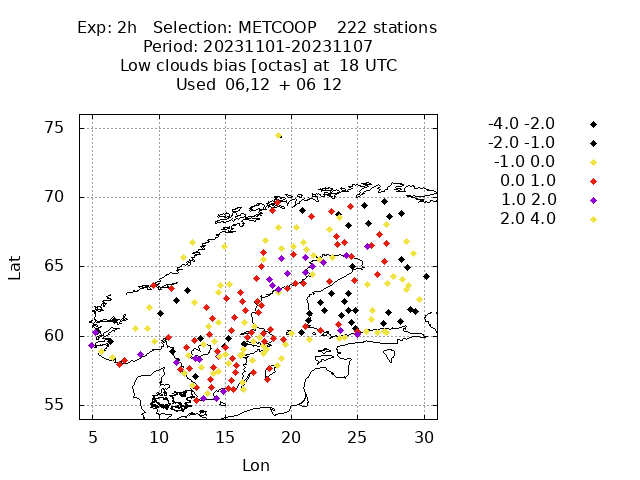 Exp: 2h   Selection: METCOOP    222 stations
Period: 20231101-20231107
Low clouds bias [octas] at  18 UTC
Used  06,12  + 06 12
75
70
65
60
55
5 10 15 20 25 30
Lat
Lon
-4.0 -2.0
-2.0 -1.0
-1.0 0.0
0.0 1.0
1.0 2.0
2.0 4.0